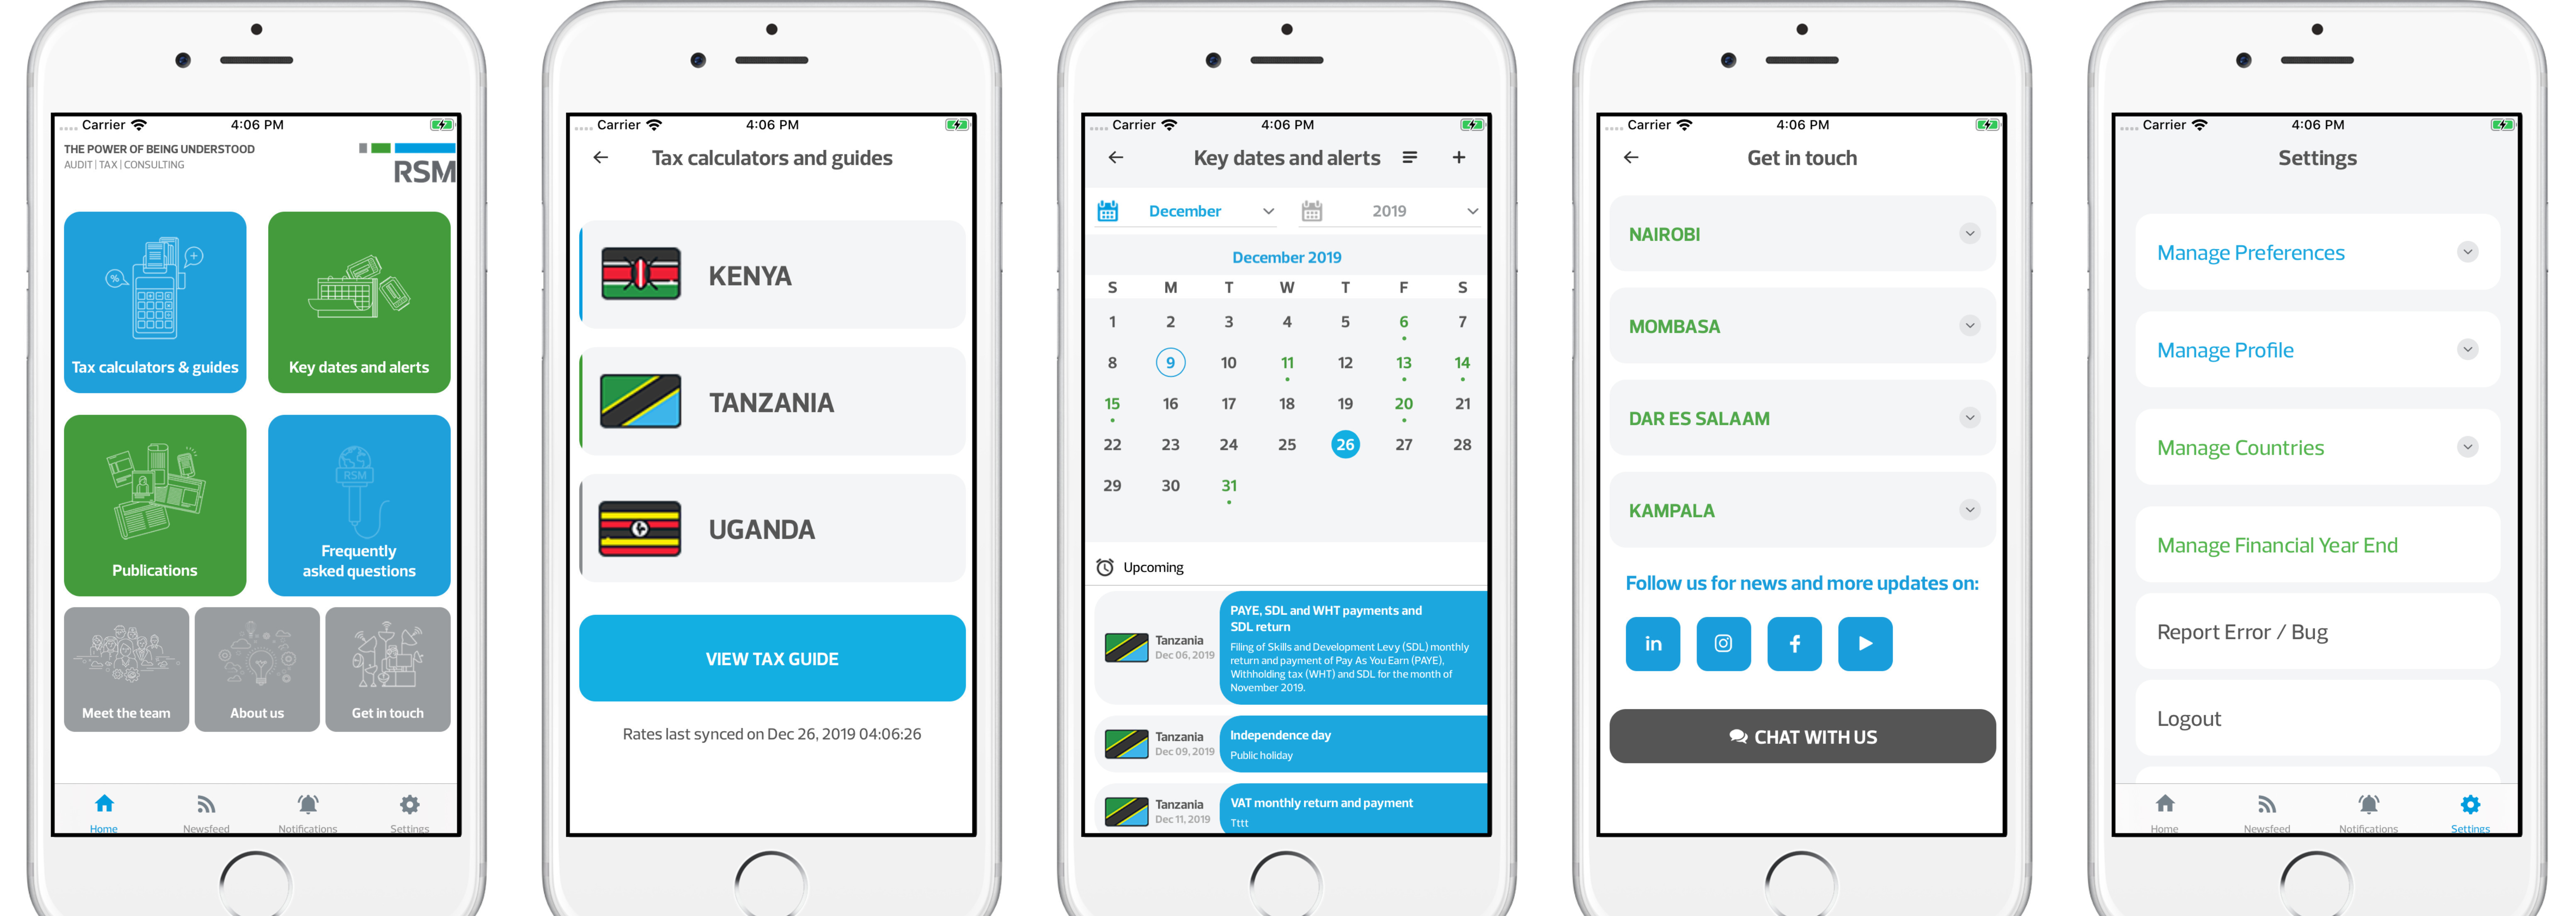 Carrier
4:06 PM
THE POWER OF BEING UNDERSTOOD
AUDIT | TAX | CONSULTING
RSM
Tax calculators & guides
Key dates and alerts
Publications
RSM
Frequently
asked questions
Meet the team
About us
Get in touch
Home
Newsfeed
Notifications
Settings
Carrier
4:06 PM
Tax calculators and guides
KENYA
TANZANIA
UGANDA
VIEW TAX GUIDE
Rates last synced on Dec 26, 2019 04:06:26
Carrier
4:06 PM
Key dates and alerts
December
2019
December 2019
S M T W T F S
1 2 3 4 5 6 7
8 9 10 11 12 13 14
15 16 17 18 19 20 21
22 23 24 25 26 27 28
29 30 31
Upcoming
Tanzania
Dec 06, 2019
PAYE, SDL and WHT payments and
SDL return
Filing of Skills and Development Levy (SDL) monthly
return and payment of Pay As You Earn (PAYE),
Withholding tax (WHT) and SDL for the month of
November 2019.
Tanzania
Dec 09, 2019
Independence day
Public holiday
Tanzania
Dec 11, 2019
VAT monthly return and payment
Tttt
Carrier
4:06 PM
Get in touch
NAIROBI
MOMBASA
DAR ES SALAAM
KAMPALA
Follow us for news and more updates on:
in
f
CHAT WITH US
Carrier
4:06 PM
Settings
Manage Preferences
Manage Profile
Manage Countries
Manage Financial Year End
Report Error / Bug
Logout
Home
Newsfeed
Notifications
Settings